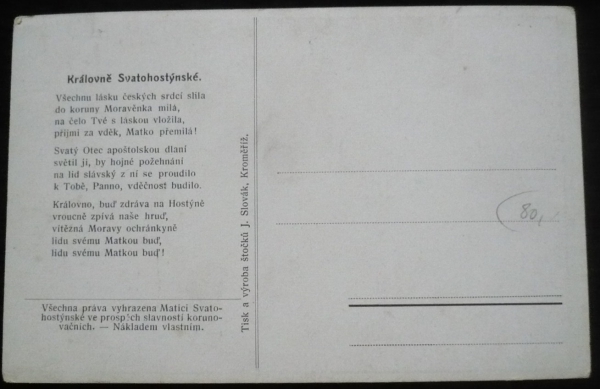 Královně Svatohostýnské.
Všechnu lásku českých srdcí slila
do koruny Moravěnka milá,
na čelo Tvé s láskou vložila,
přijmi za vděk, Matko přemilá!
Svatý Otec apoštolskou dlaní
světil ji, by hojné požehnání
na lid slávský z ní se proudilo
k Tobě, Panno, vděčnost budilo.
Královno, buď zdráva na Hostýně
vroucně zpívá naše hruď,
vítězná Moravy ochránkyně
lidu svému Matkou buď,
lidu svému Matkou buď!
Všechna práva vyhrazena Matici Svato-
hostýnské ve prospěch slavností koruno-
vačních. — Nákladem vlastním.
Tisk a výroba štočků J. Slovák, Kroměříž.
80,